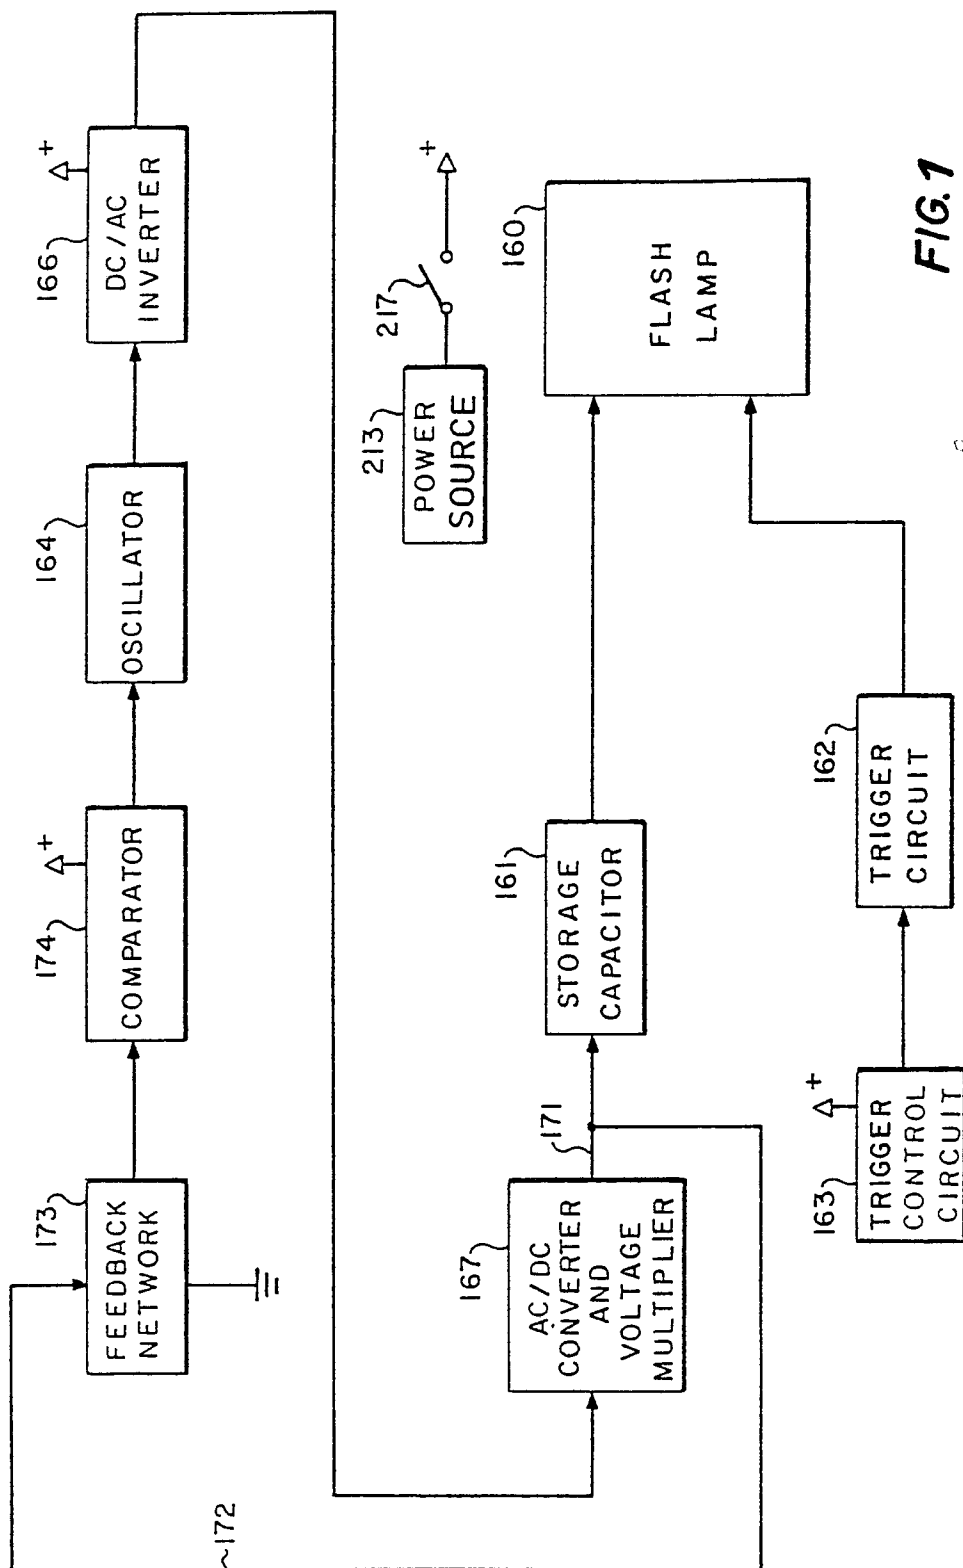 173
FEEDBACK
NETWORK
174
+
COMPARATOR
164
OSCILLATOR
166
+
DC/AC
INVERTER
172
213
POWER
SOURCE
217
+
167
AC/DC
CONVERTER
AND
VOLTAGE
MULTIPLIER
171
161
STORAGE
CAPACITOR
160
FLASH
LAMP
163
+
TRIGGER
CONTROL
CIRCUIT
162
TRIGGER
CIRCUIT
FIG. 1